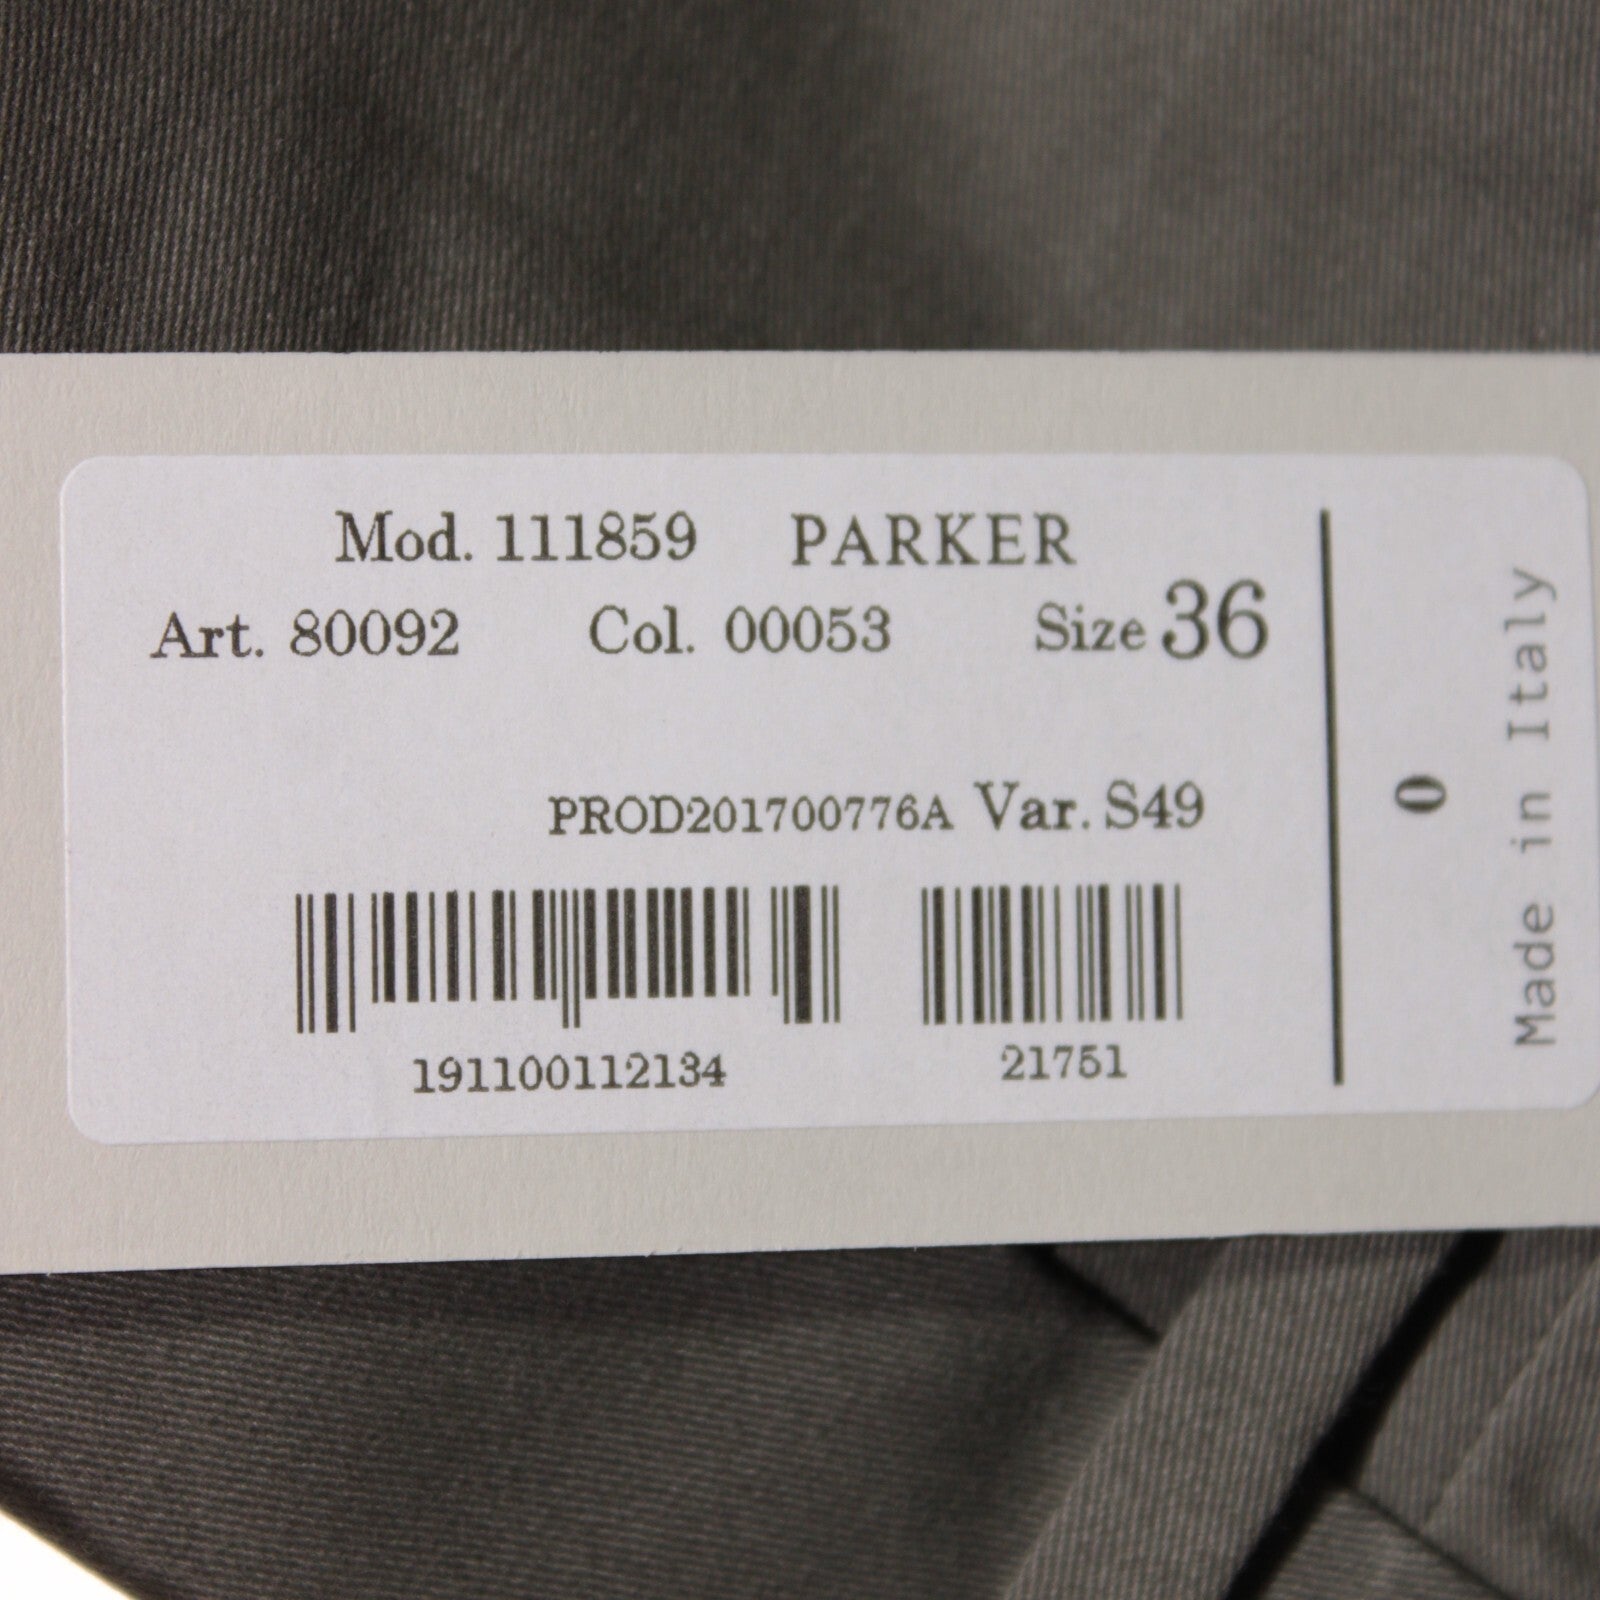 Mod. 111859 PARKER
Art. 80092 Col. 00053 Size 36
PROD201700776A Var. S49
191100112134 21751
0
Made in Italy